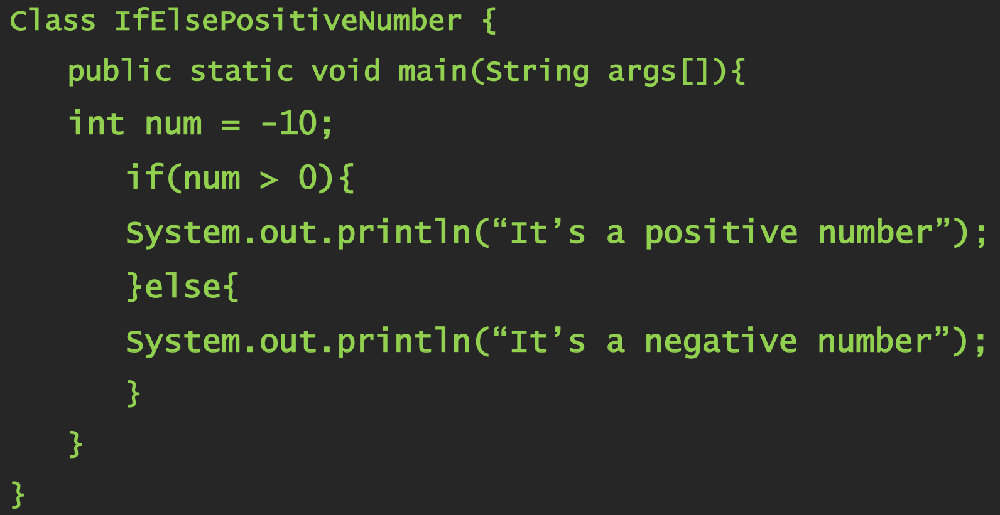 Class IfElsePositiveNumber {
public static void main(String args[]){
int num = -10;
if(num > 0){
System.out.println(“It’s a positive number”);
}else{
System.out.println(“It’s a negative number”);
}
}
}